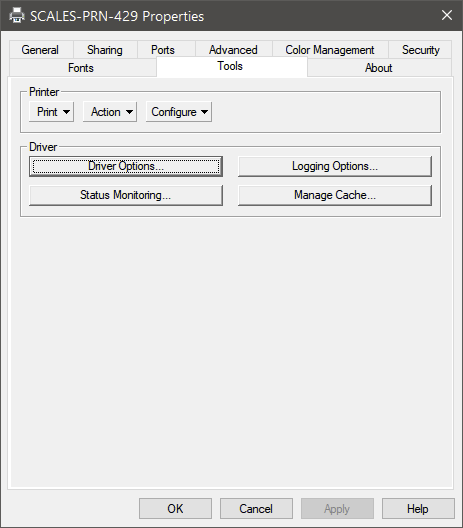 SCALES-PRN-429 Properties
General Sharing Ports Advanced Color Management Security
Fonts Tools About
Printer
Print Action Configure
Driver
Driver Options... Logging Options...
Status Monitoring... Manage Cache...
OK Cancel Apply Help